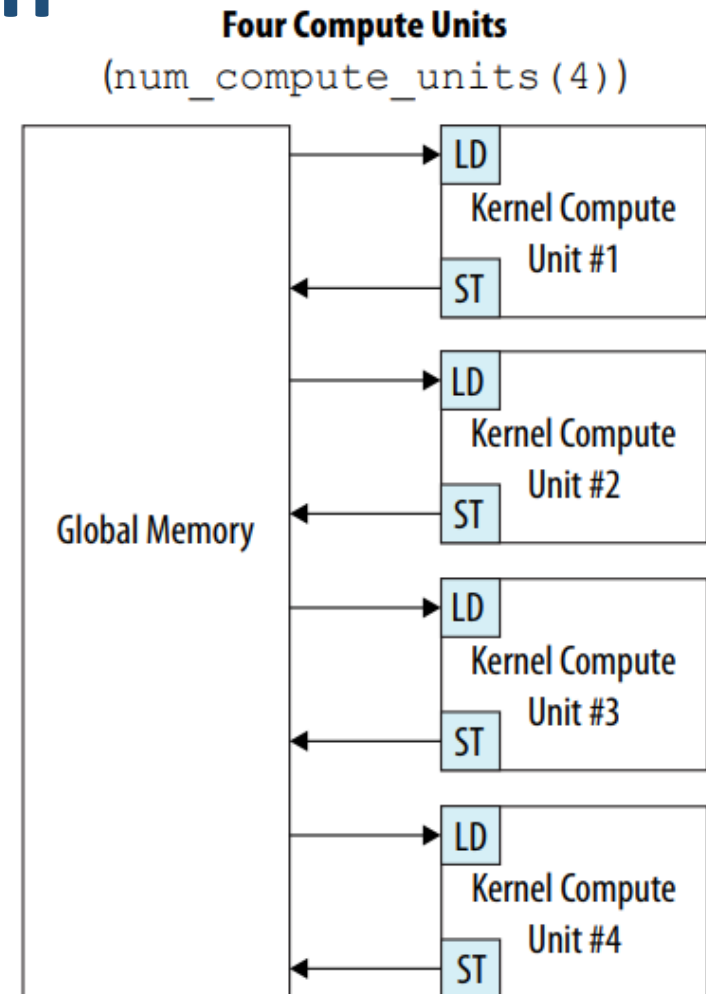 Four Compute Units
(num_compute_units(4))
LD
Kernel Compute
Unit #1
ST
LD
Kernel Compute
Unit #2
ST
Global Memory
LD
Kernel Compute
Unit #3
ST
LD
Kernel Compute
Unit #4
ST